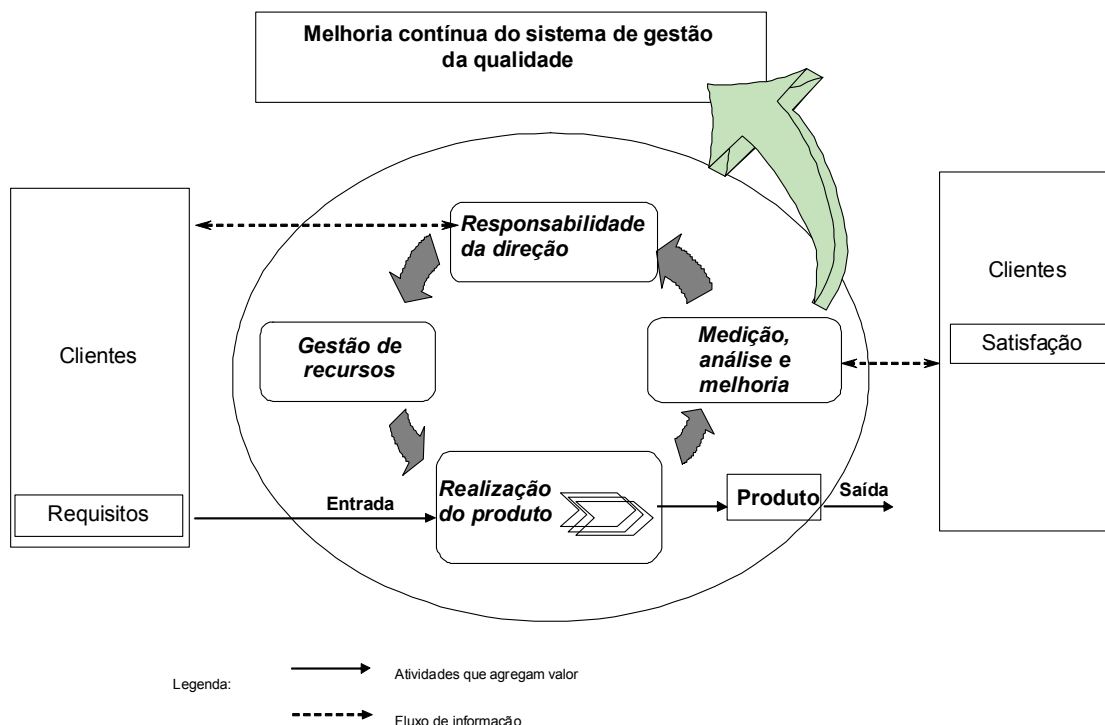 Melhoria contínua do sistema de gestão
da qualidade
Responsabilidade
da direção
Clientes
Clientes
Gestão de
recursos
Medição,
análise e
melhoria
Satisfação
Requisitos
Entrada
Realização
do produto
Produto
Saída
Legenda:
Atividades que agregam valor
Fluxo de informação